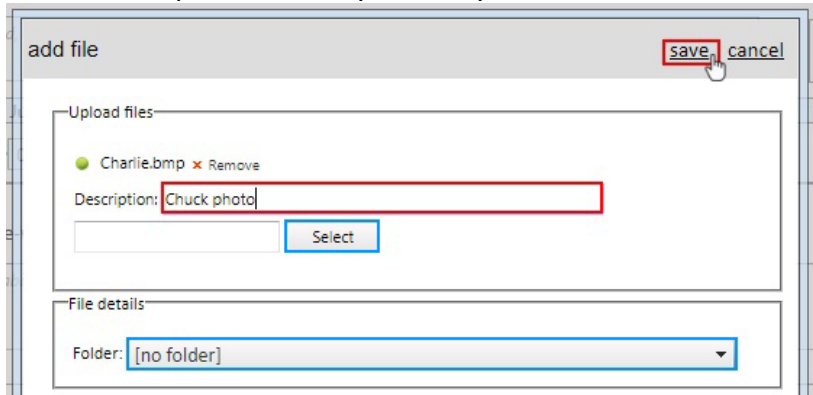 add file
save cancel
Upload files
Charlie.bmp × Remove
Description: Chuck photo
Select
File details
Folder: [no folder]